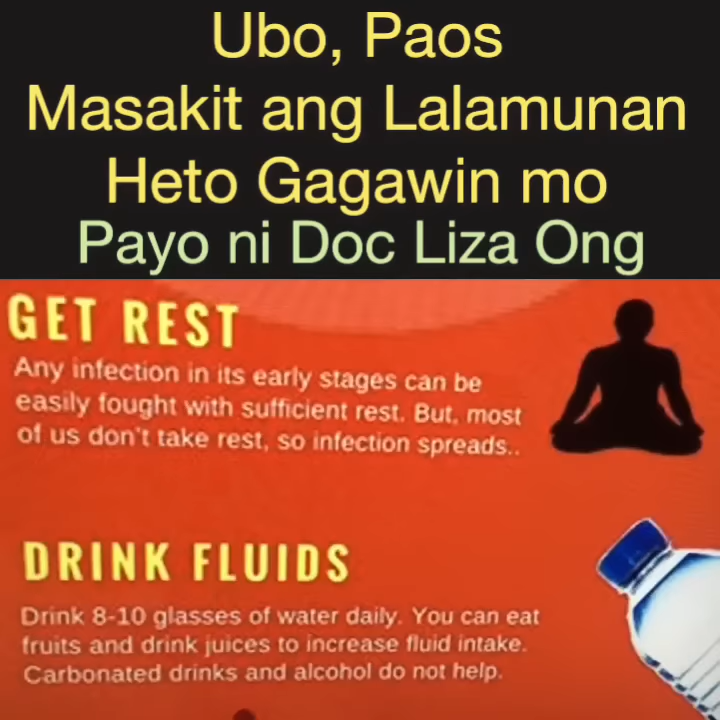 Ubo, Paos
Masakit ang Lalamunan
Heto Gagawin mo
Payo ni Doc Liza Ong
GET REST
Any infection in its early stages can be
easily fought with sufficient rest. But, most
of us don't take rest, so infection spreads..
DRINK FLUIDS
Drink 8-10 glasses of water daily. You can eat
fruits and drink juices to increase fluid intake.
Carbonated drinks and alcohol do not help.